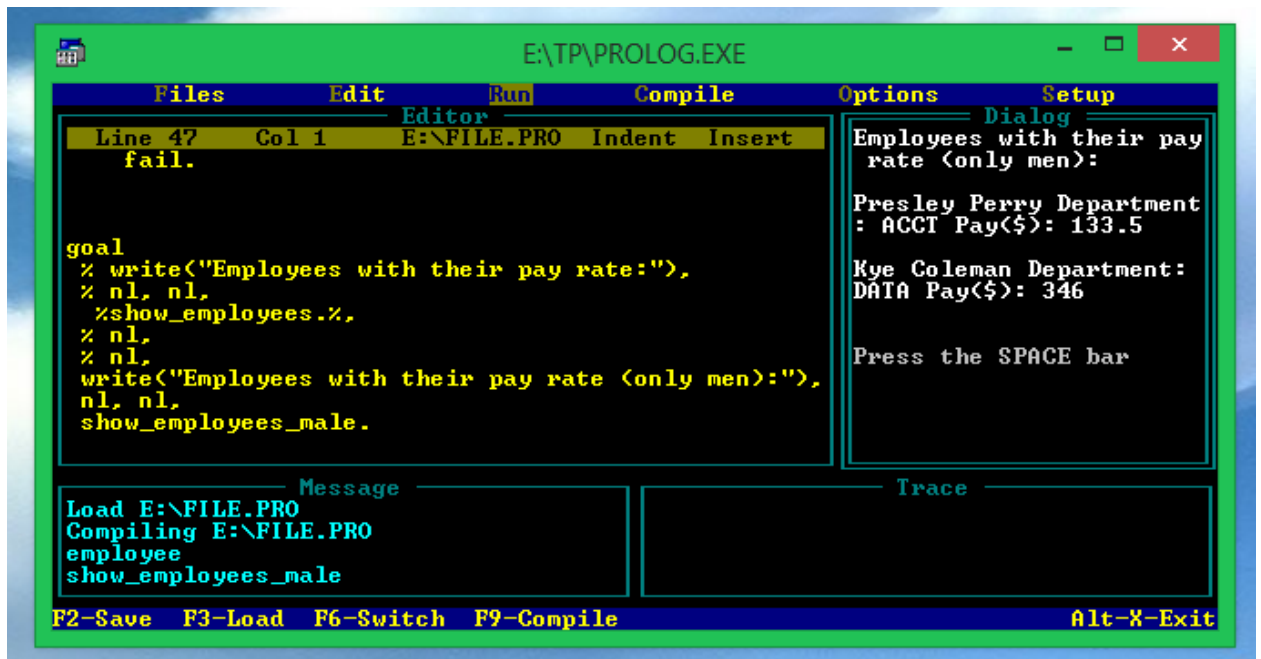 E:\TP\PROLOG.EXE
Files Edit Run Compile Options Setup
Editor
Line 47 Col 1 E:\FILE.PRO Indent Insert
fail.
goal
% write("Employees with their pay rate:"),
% nl, nl,
%show_employees.%,
% nl,
% nl,
write("Employees with their pay rate (only men):"),
nl, nl,
show_employees_male.
Dialog
Employees with their pay
rate (only men):
Presley Perry Department
: ACCT Pay($): 133.5
Kye Coleman Department:
DATA Pay($): 346
Press the SPACE bar
Message
Load E:\FILE.PRO
Compiling E:\FILE.PRO
employee
show_employees_male
Trace
F2-Save F3-Load F6-Switch F9-Compile Alt-X-Exit